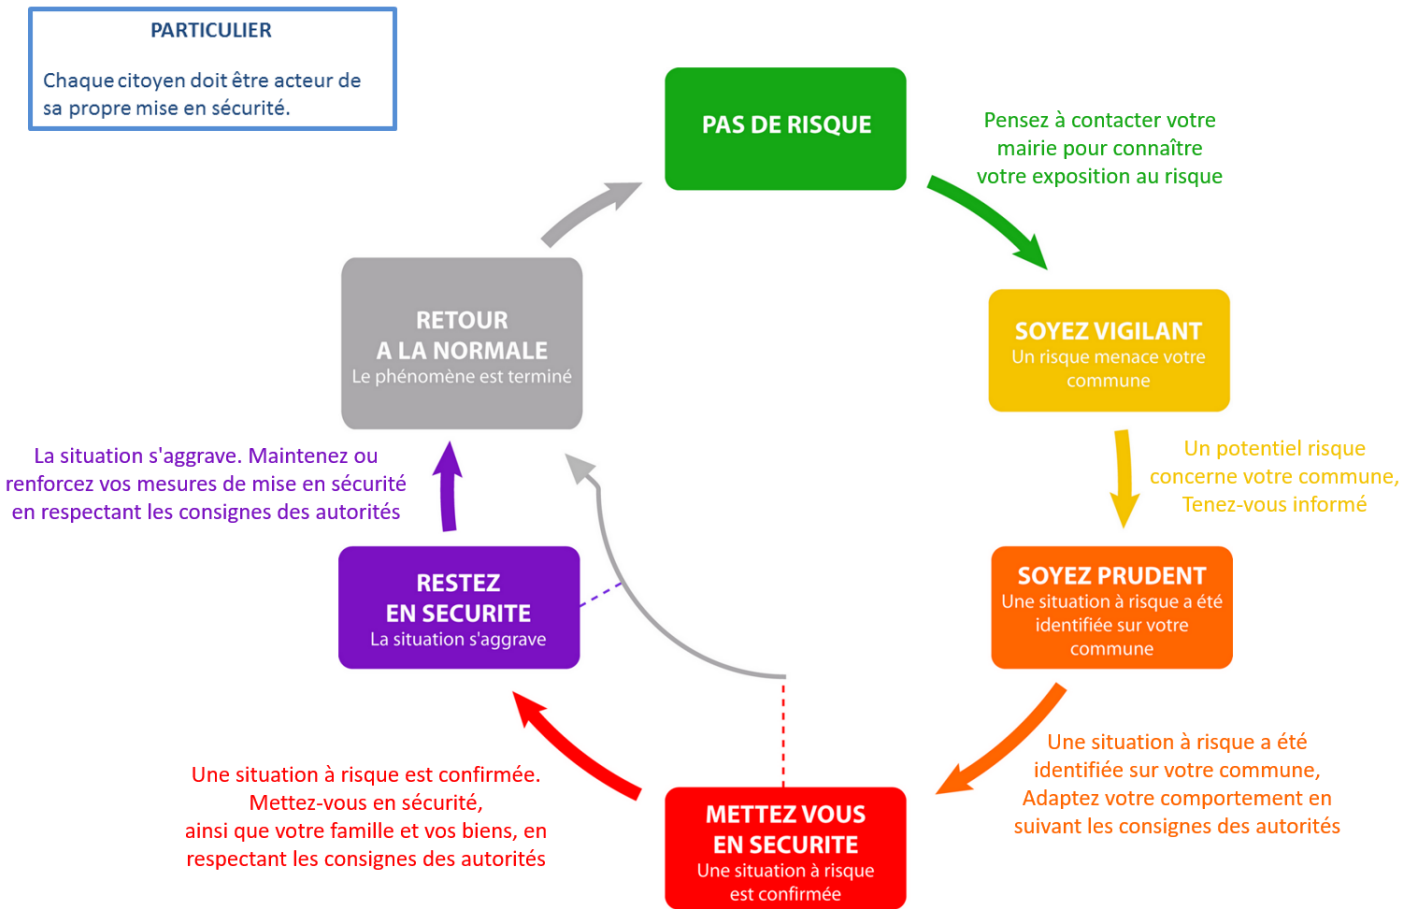 PARTICULIER
Chaque citoyen doit être acteur de
sa propre mise en sécurité.
PAS DE RISQUE
Pensez à contacter votre
mairie pour connaître
votre exposition au risque
SOYEZ VIGILANT
Un risque menace votre
commune
Un potentiel risque
concerne votre commune,
Tenez-vous informé
SOYEZ PRUDENT
Une situation à risque a été
identifiée sur votre
commune
Une situation à risque a été
identifiée sur votre commune,
Adaptez votre comportement en
suivant les consignes des autorités
METTEZ VOUS
EN SECURITE
Une situation à risque
est confirmée
Une situation à risque est confirmée.
Mettez-vous en sécurité,
ainsi que votre famille et vos biens, en
respectant les consignes des autorités
RESTEZ
EN SECURITE
La situation s'aggrave
La situation s'aggrave. Maintenez ou
renforcez vos mesures de mise en sécurité
en respectant les consignes des autorités
RETOUR
A LA NORMALE
Le phénomène est terminé